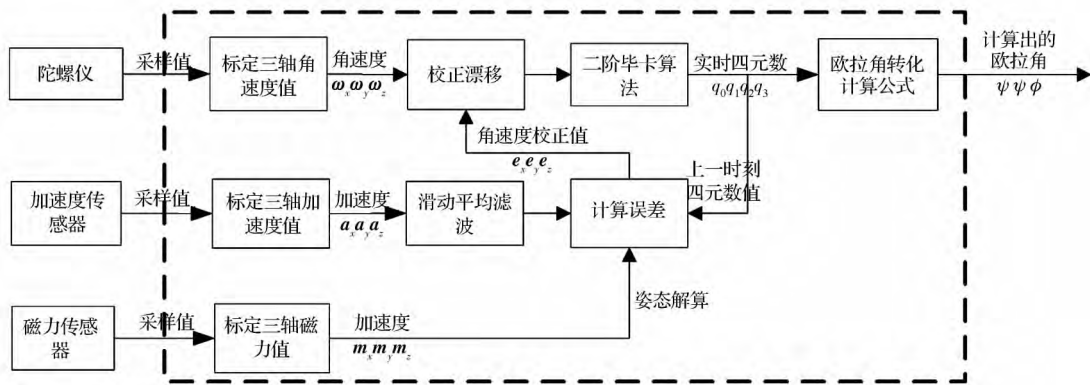 陀螺仪
采样值
标定三轴角
速度值
角速度
ωxωyωz
校正漂移
二阶毕卡算
法
实时四元数
q0q1q2q3
欧拉角转化
计算公式
计算出的
欧拉角
ψ ψ ϕ
角速度校正值
exeyez
上一时刻
四元数值
加速度传
感器
采样值
标定三轴加
速度值
加速度
axayaz
滑动平均滤
波
计算误差
姿态解算
磁力传感
器
采样值
标定三轴磁
力值
加速度
mxmymz